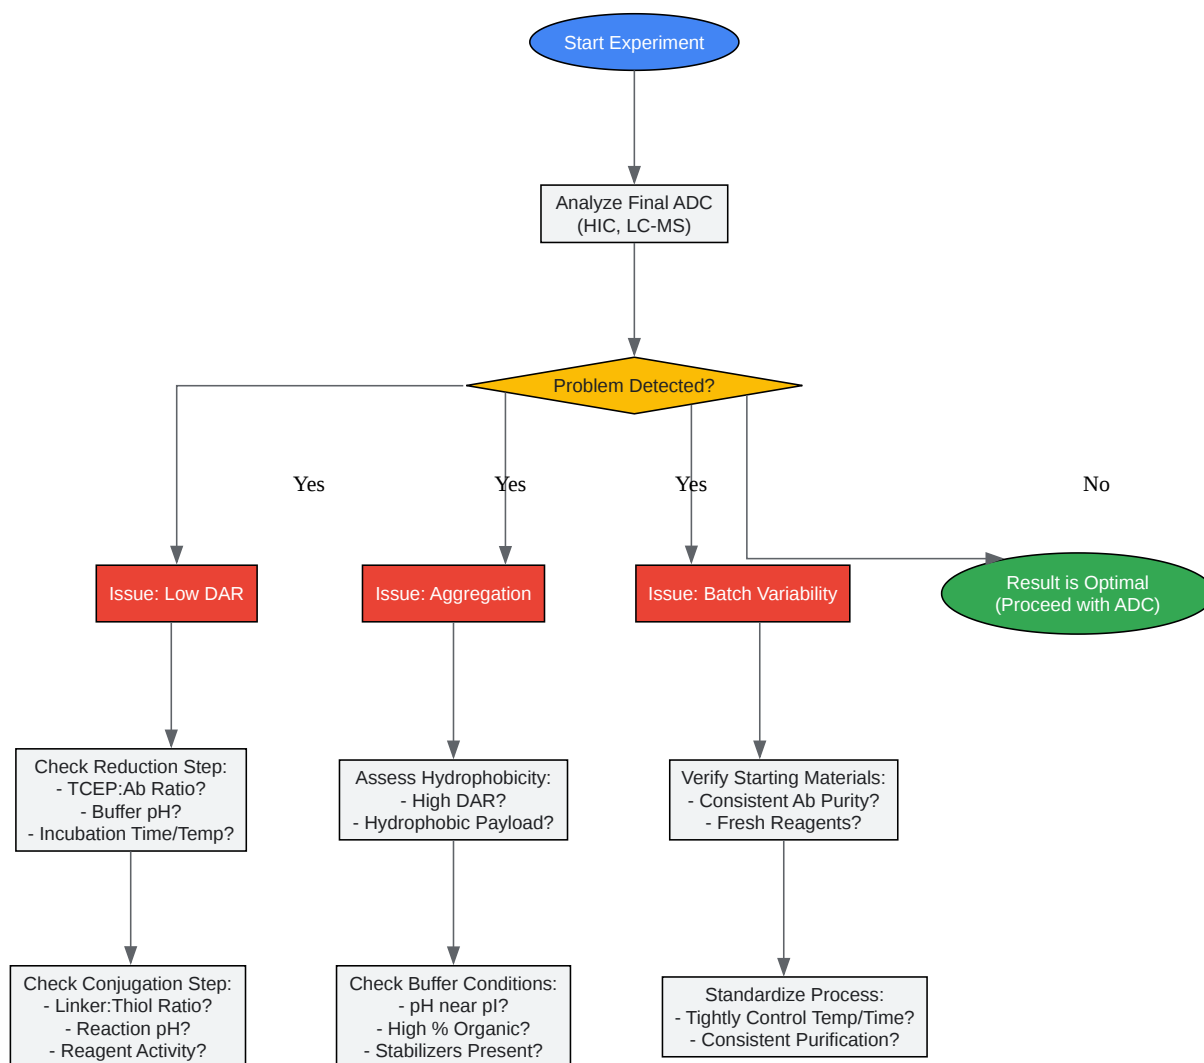 Start Experiment
Analyze Final ADC
(HIC, LC-MS)
Problem Detected?
Yes
Yes
Yes
No
Issue: Low DAR
Issue: Aggregation
Issue: Batch Variability
Result is Optimal
(Proceed with ADC)
Check Reduction Step:
- TCEP:Ab Ratio?
- Buffer pH?
- Incubation Time/Temp?
Assess Hydrophobicity:
- High DAR?
- Hydrophobic Payload?
Verify Starting Materials:
- Consistent Ab Purity?
- Fresh Reagents?
Check Conjugation Step:
- Linker:Thiol Ratio?
- Reaction pH?
- Reagent Activity?
Check Buffer Conditions:
- pH near pI?
- High % Organic?
- Stabilizers Present?
Standardize Process:
- Tightly Control Temp/Time?
- Consistent Purification?